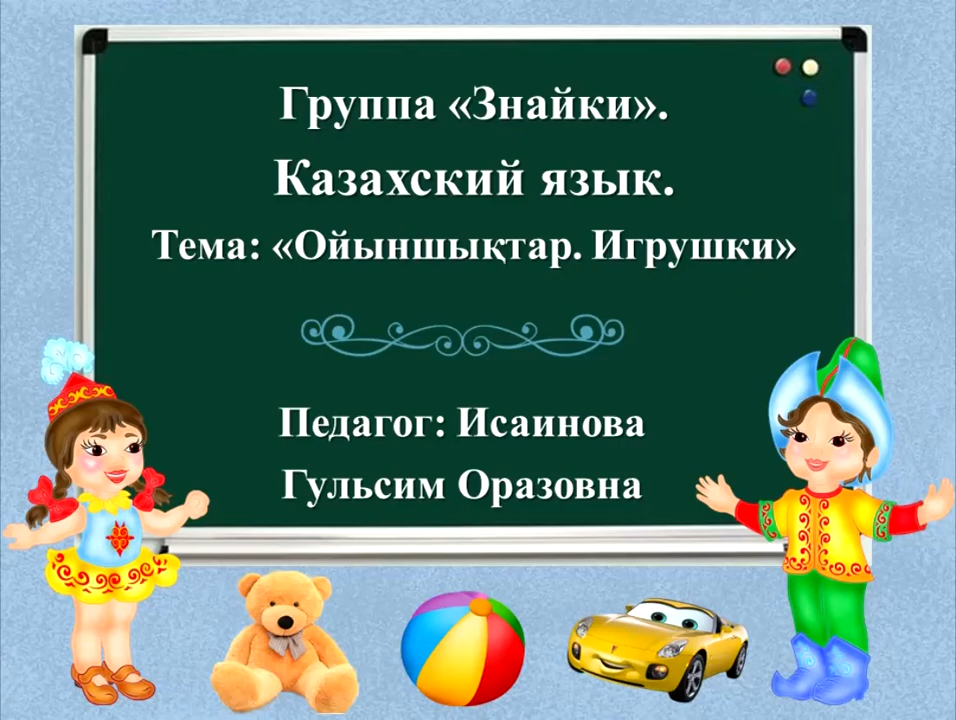 Группа «Знайки».
Казахский язык.
Тема: «Ойыншықтар. Игрушки»
Педагог: Исаинова
Гульсим Оразовна